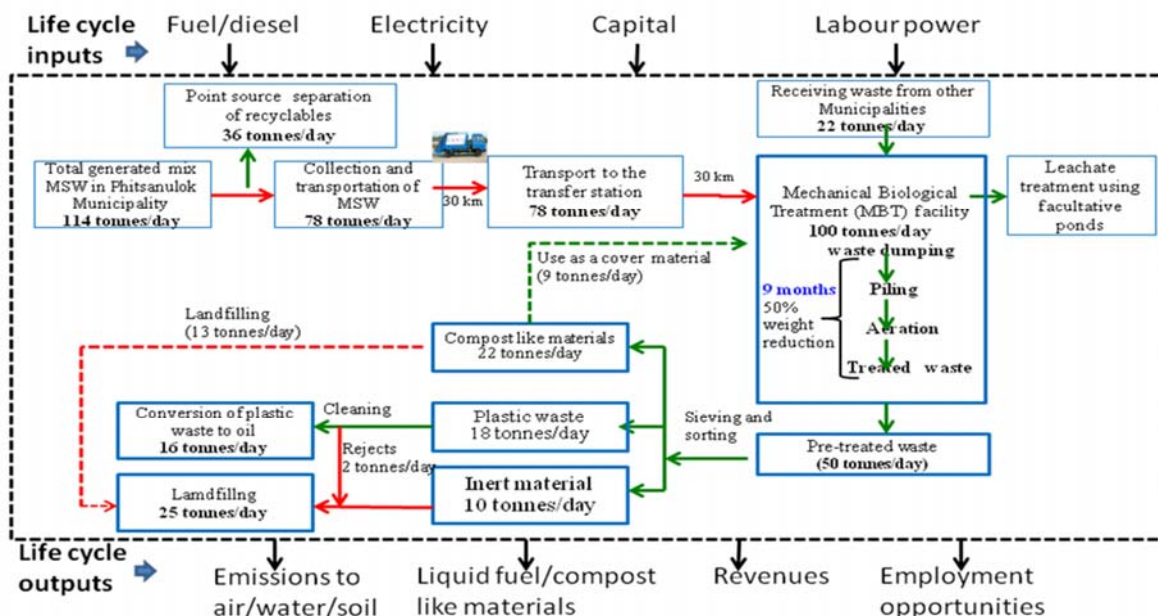 Life cycle
inputs
Fuel/diesel
Electricity
Capital
Labour power
Point source separation
of recyclables
36 tonnes/day
Receiving waste from other
Municipalities
22 tonnes/day
Total generated mix
MSW in Phitsanulok
Municipality
114 tonnes/day
Collection and
transportation of
MSW
78 tonnes/day
30 km
Transport to the
transfer station
78 tonnes/day
30 km
Mechanical Biological
Treatment (MBT) facility
100 tonnes/day
waste dumping
9 months
50%
weight
reduction
Piling
Aeration
Treated waste
Leachate
treatment using
facultative
ponds
Use as a cover material
(9 tonnes/day)
Landfilling
(13 tonnes/day)
Compost like materials
22 tonnes/day
Conversion of plastic
waste to oil
16 tonnes/day
Cleaning
Rejects
2 tonnes/day
Plastic waste
18 tonnes/day
Sieving and
sorting
Pre-treated waste
(50 tonnes/day)
Landfilling
25 tonnes/day
Inert material
10 tonnes/day
Life cycle
outputs
Emissions to
air/water/soil
Liquid fuel/compost
like materials
Revenues
Employment
opportunities